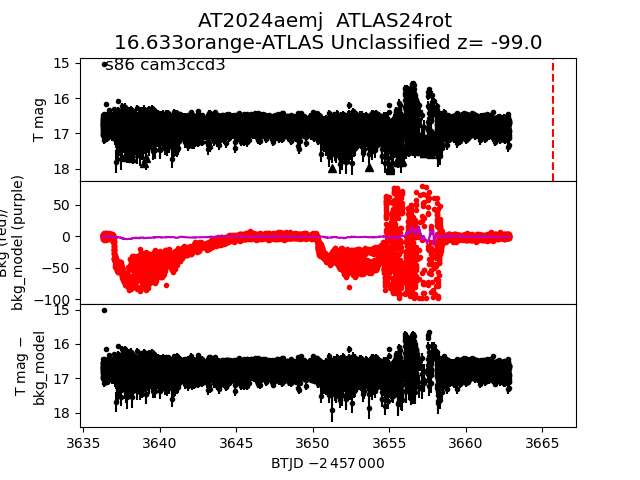 AT2024aemj  ATLAS24rot
16.633orange-ATLAS Unclassified z= -99.0
s86 cam3ccd3
T mag
15
16
17
18
Bkg (red)/
bkg_model (purple)
50
0
−50
−100
T mag −
bkg_model
15
16
17
18
3635 3640 3645 3650 3655 3660 3665
BTJD −2 457 000